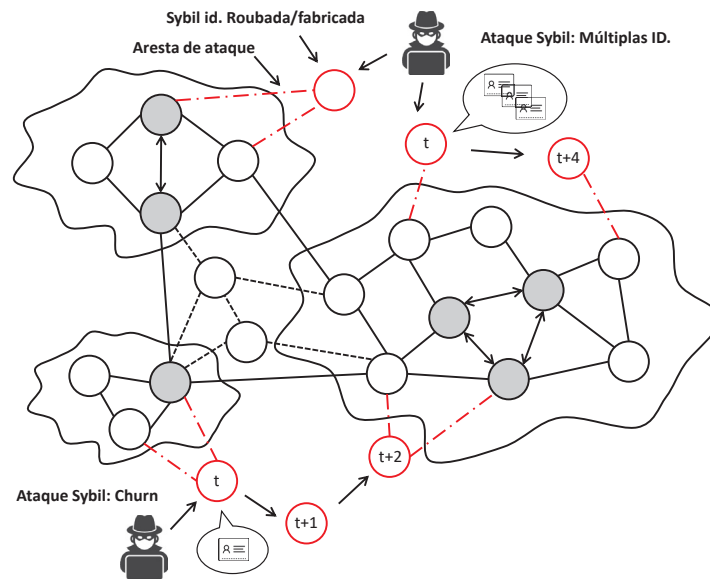 Sybil id. Roubada/fabricada
Aresta de ataque
Ataque Sybil: Múltiplas ID.
t
t+4
t+2
t
Ataque Sybil: Churn
t+1